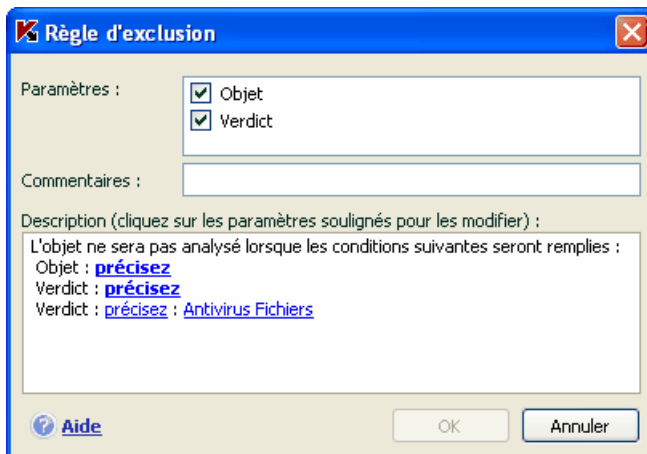 Règle d'exclusion
Paramètres :
Objet
Verdict
Commentaires :
Description (cliquez sur les paramètres soulignés pour les modifier) :
L'objet ne sera pas analysé lorsque les conditions suivantes seront remplies :
Objet : précisez
Verdict : précisez
Verdict : précisez : Antivirus Fichiers
Aide
OK
Annuler